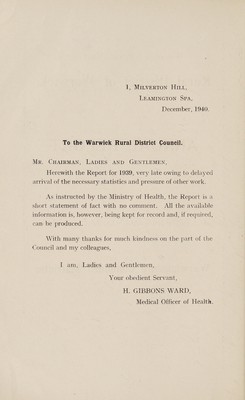 1, Milverton Hill,
Leamington Spa,
December, 1940.
To the Warwick Rural District Council.
Mr. Chairman, Ladies and Gentlemen,
Herewith the Report for 1939, very late owing to delayed
arrival of the necessary statistics and pressure of other work.
As instructed by the Ministry of Health, the Report is a
short statement of fact with no comment. All the available
information is, however, being kept for record and, if required,
can be produced.
With many thanks for much kindness on the part of the
Council and my colleagues,
I am, Ladies and Gentlemen,
Your obedient Servant,
H. GIBBONS WARD,
Medical Officer of Health.